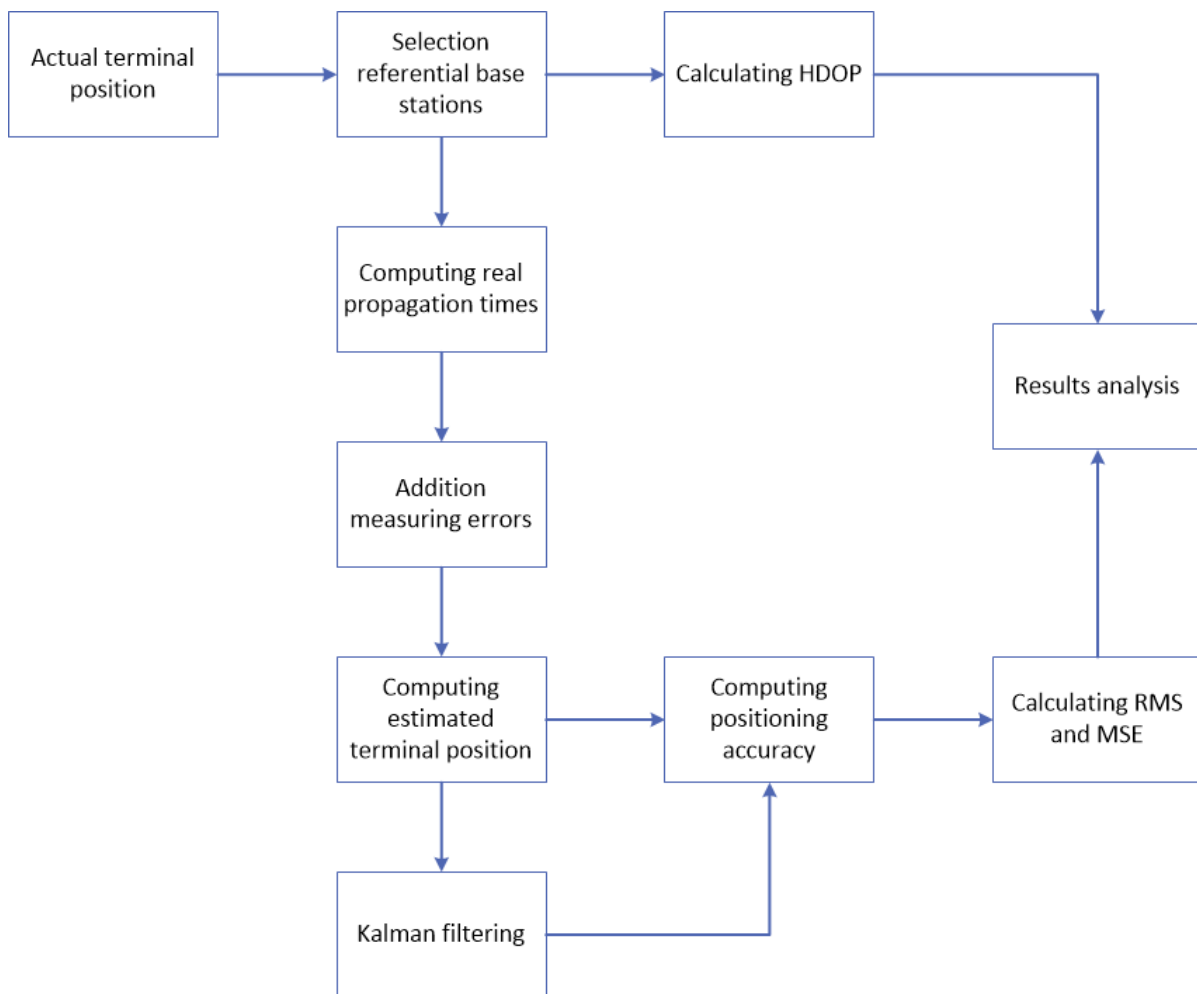 Actual terminal
position
Selection
referential base
stations
Calculating HDOP
Computing real
propagation times
Results analysis
Addition
measuring errors
Computing
estimated
terminal position
Computing
positioning
accuracy
Calculating RMS
and MSE
Kalman filtering